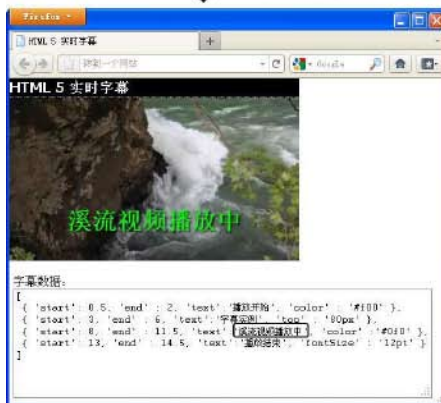 Firefox
HTML 5 实时字幕
Google
HTML 5 实时字幕
溪流视频播放中
字幕数据：
[
{ 'start': 0.5, 'end' : 2, 'text': '播放开始', 'color' : '#f00' },
{ 'start': 3, 'end' : 6, 'text': '字幕实例', 'top' : '80px' },
{ 'start': 8, 'end' : 11.5, 'text': '溪流视频播放中', 'color' : '#0f0' },
{ 'start': 13, 'end' : 14.5, 'text': '播放结束', 'fontSize' : '12pt' }
]